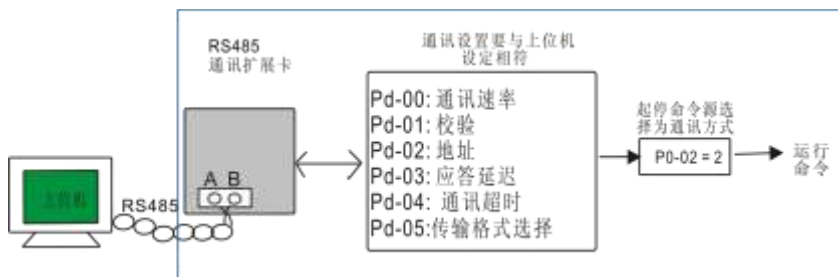 RS485
通讯扩展卡
通讯设置要与上位机
设定相符
Pd-00: 通讯速率
Pd-01: 校验
Pd-02: 地址
Pd-03: 应答延迟
Pd-04: 通讯超时
Pd-05:传输格式选择
起停命令源选
择为通讯方式
P0-02 = 2
运行
命令
A B
上位机
RS485